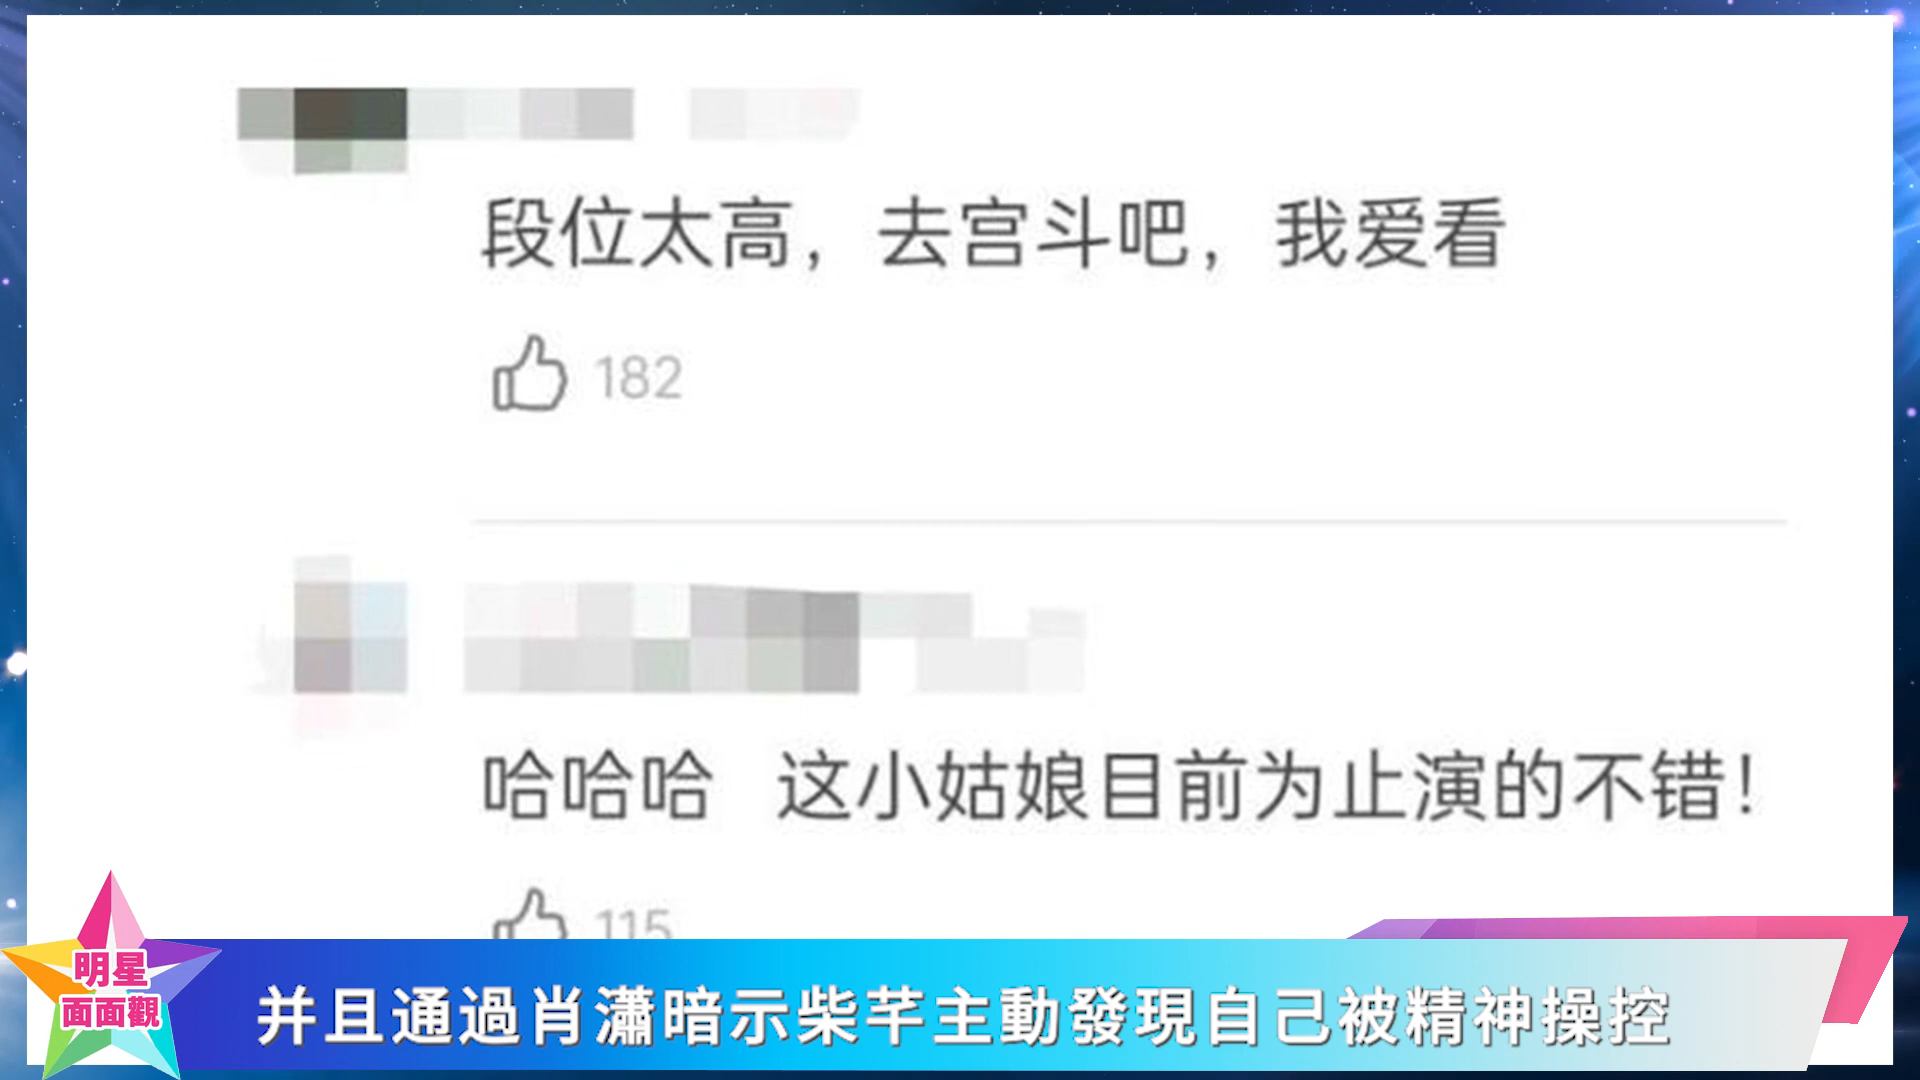 段位太高，去宫斗吧，我爱看
182
哈哈哈 这小姑娘目前为止演的不错！
115
明星
面面觀
并且通過肖瀟暗示柴芊主動發現自己被精神操控